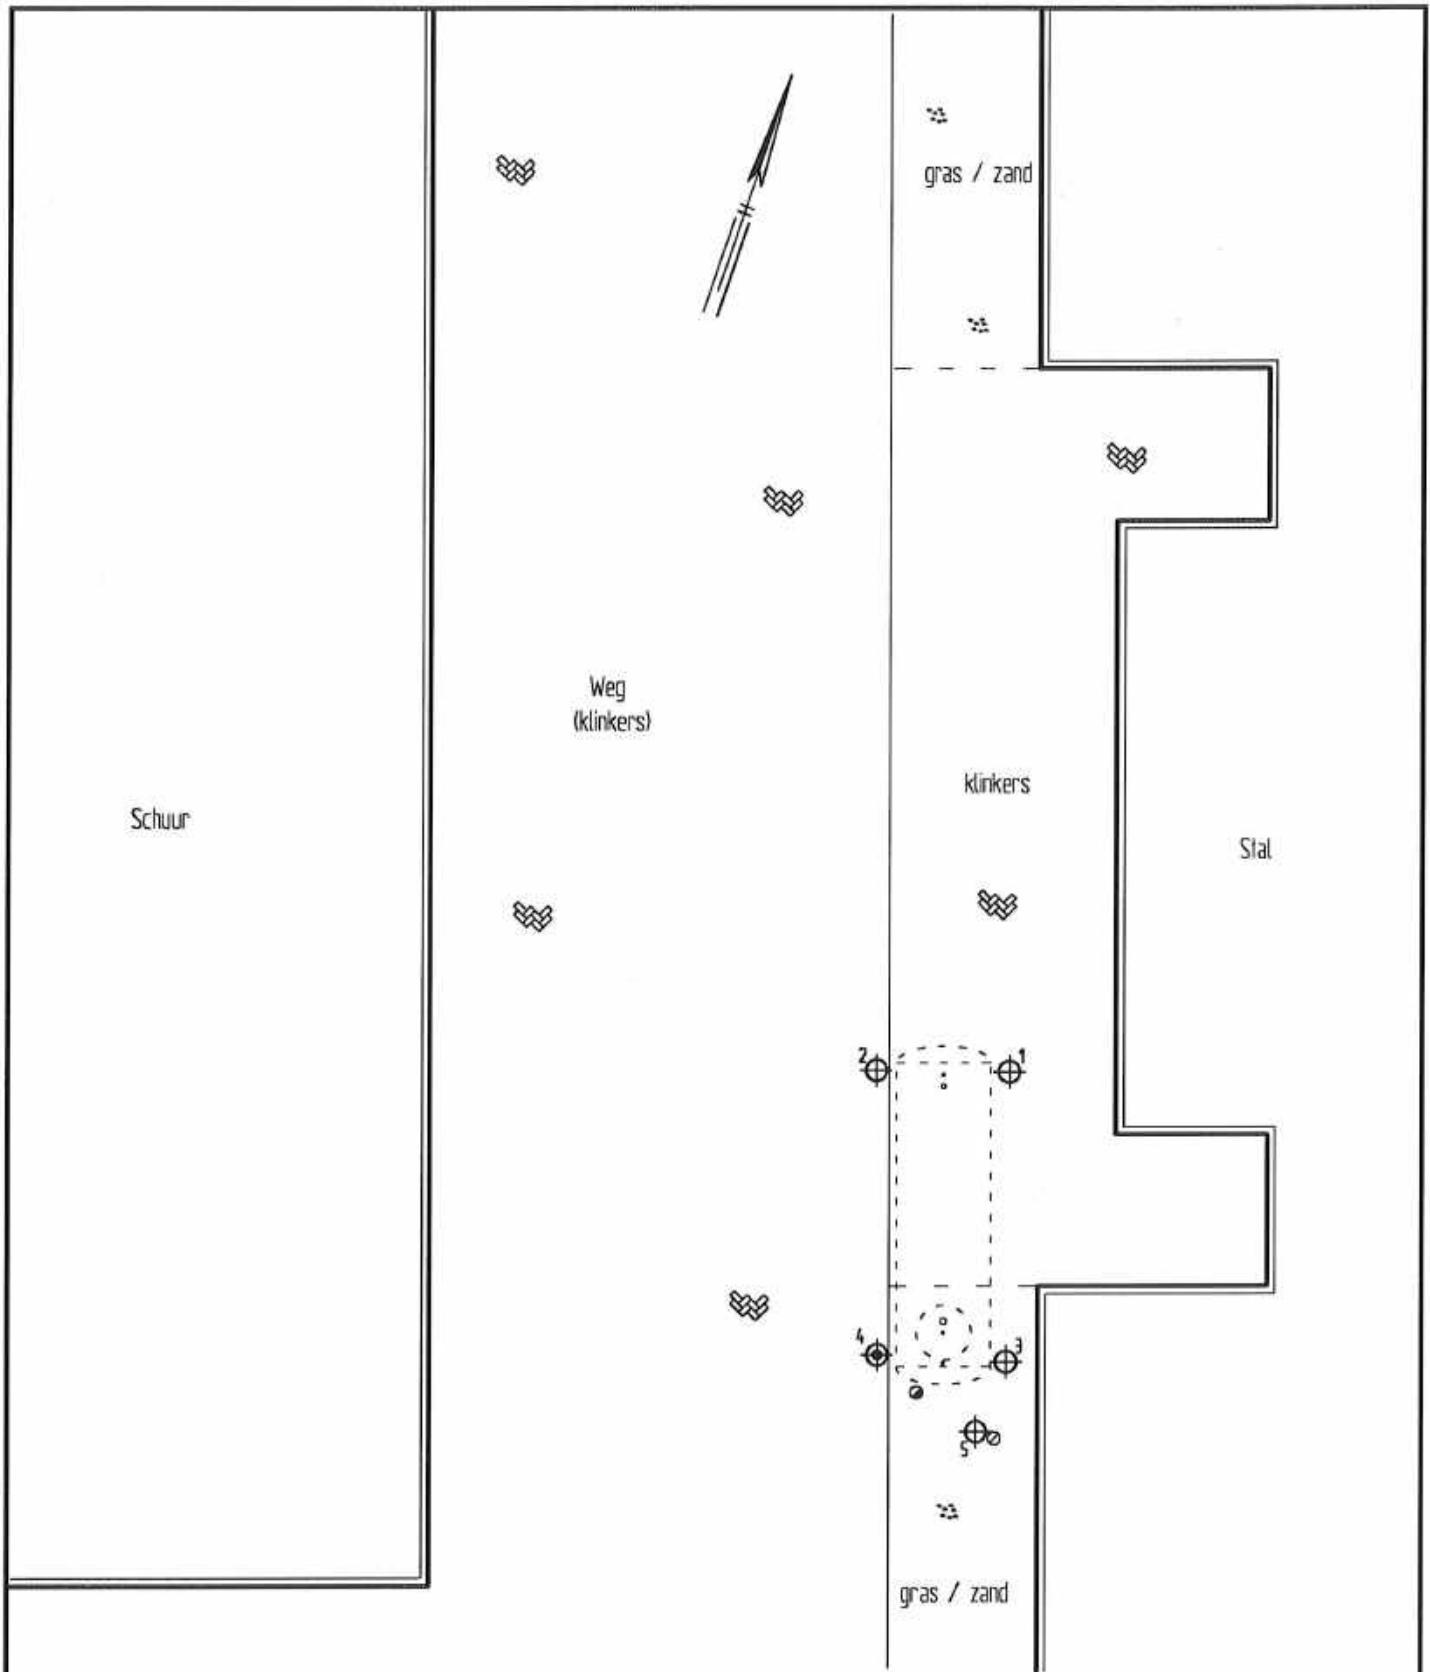 gras / zand
Weg
(klinkers)
klinkers
Schuur
Stal
2
1
4
3
5
gras / zand